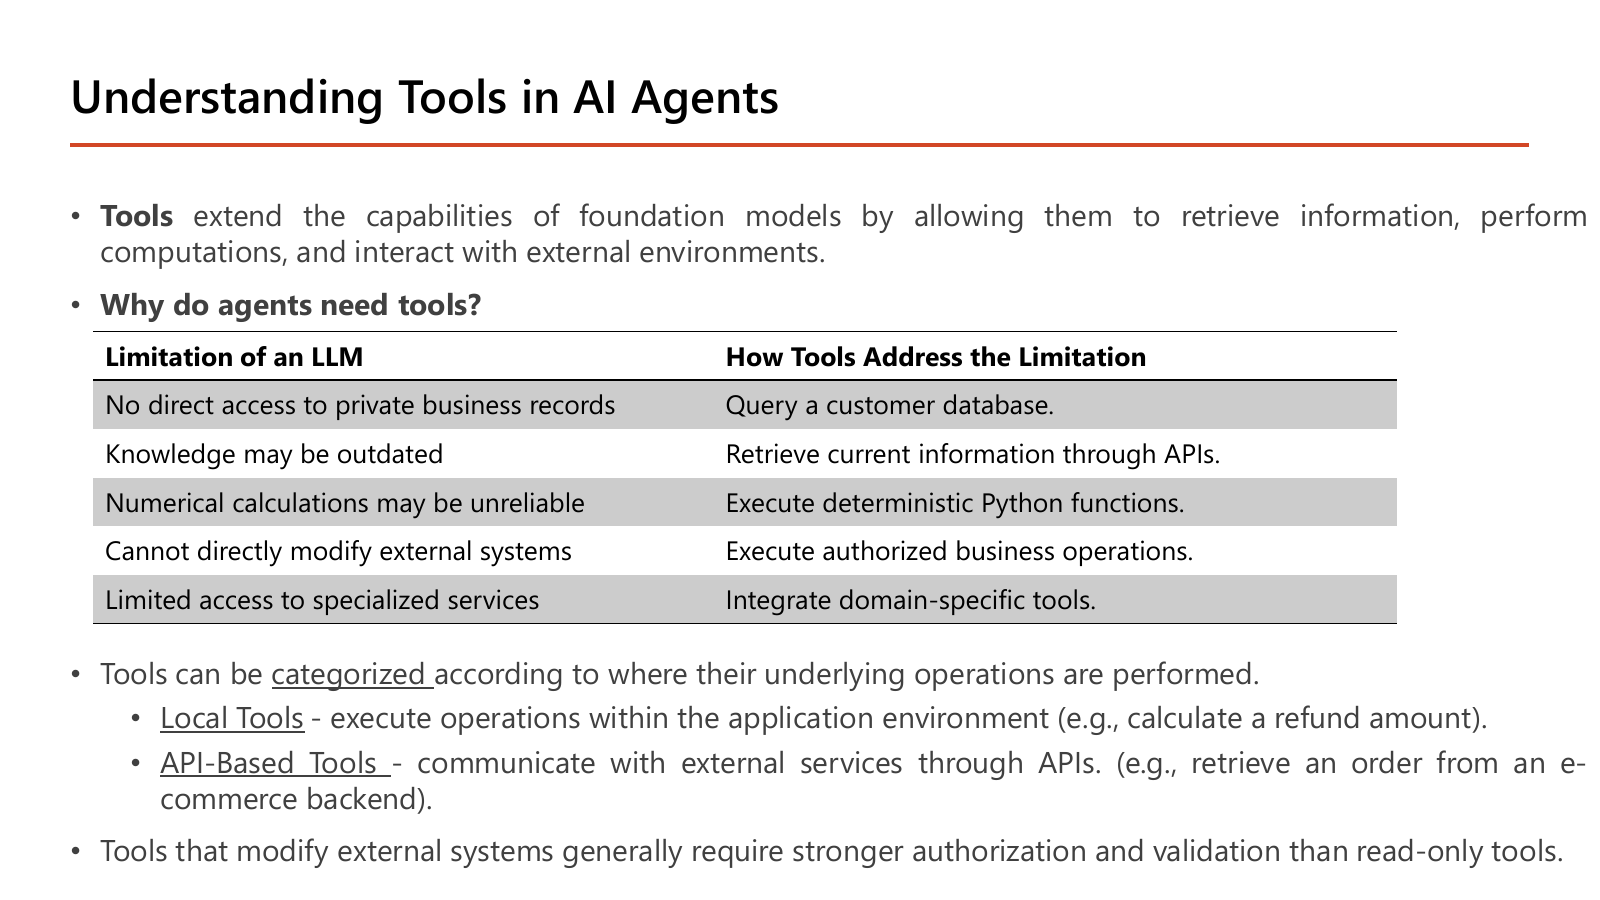 Understanding Tools in AI Agents
• Tools extend the capabilities of foundation models by allowing them to retrieve information, perform
computations, and interact with external environments.
• Why do agents need tools?
Limitation of an LLM How Tools Address the Limitation
No direct access to private business records Query a customer database.
Knowledge may be outdated Retrieve current information through APIs.
Numerical calculations may be unreliable Execute deterministic Python functions.
Cannot directly modify external systems Execute authorized business operations.
Limited access to specialized services Integrate domain-specific tools.
• Tools can be categorized according to where their underlying operations are performed.
• Local Tools - execute operations within the application environment (e.g., calculate a refund amount).
• API-Based Tools - communicate with external services through APIs. (e.g., retrieve an order from an e-
commerce backend).
• Tools that modify external systems generally require stronger authorization and validation than read-only tools.